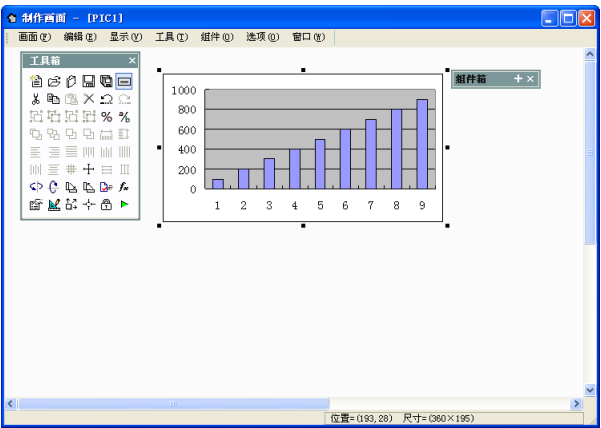 制作画面 - [PIC1]
画面(P) 编辑(E) 显示(V) 工具(T) 组件(O) 选项(O) 窗口(W)
工具箱
组件箱
1000
800
600
400
200
0
1 2 3 4 5 6 7 8 9
位置=(193,28) 尺寸=(360×195)